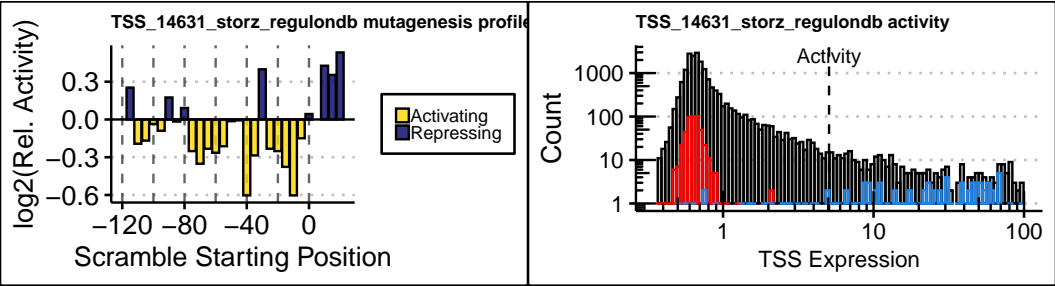 TSS_14631_storz_regulondb mutagenesis profile
log2(Rel. Activity)
0.3
0.0
−0.3
−0.6
−120 −80 −40 0
Scramble Starting Position
Activating
Repressing
TSS_14631_storz_regulondb activity
Activity
Count
1000
100
10
1
1 10 100
TSS Expression